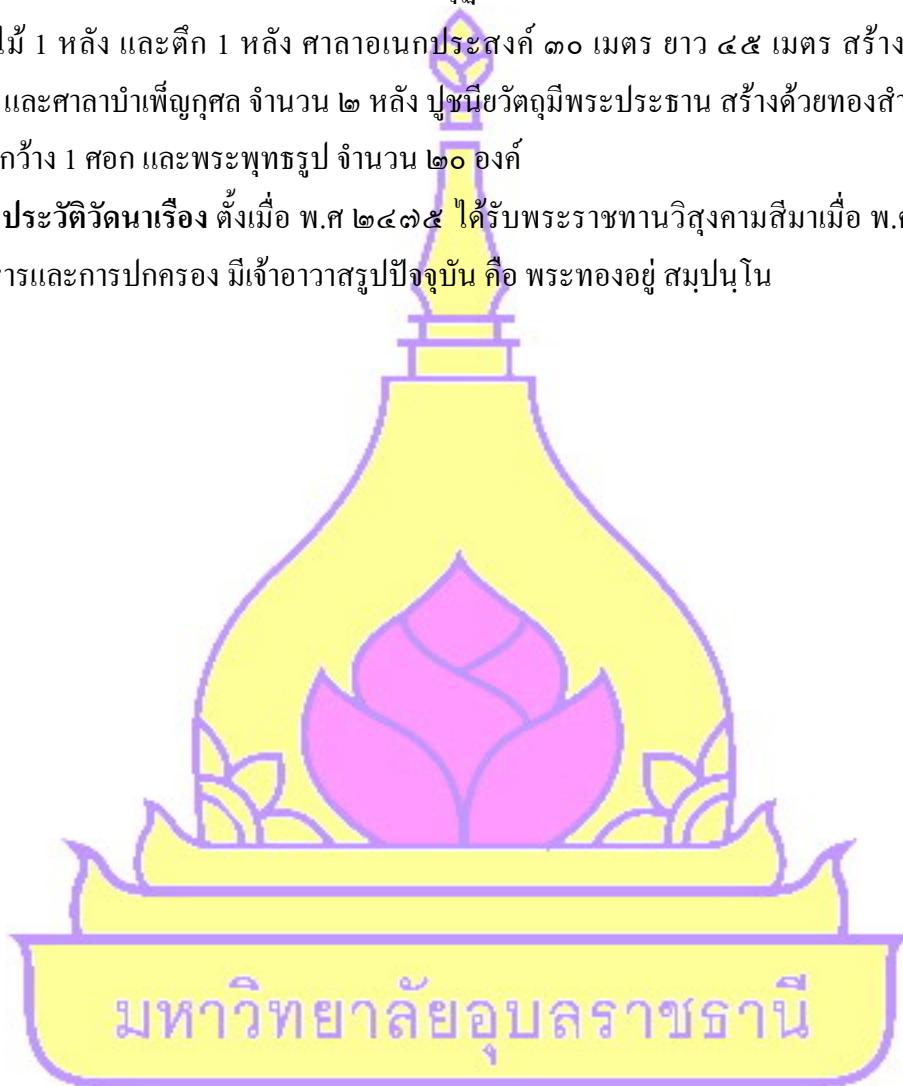 ไม้ 1 หลัง และตึก 1 หลัง ศาลาอเนกประสงค์ ๓๐ เมตร ยาว ๔๕ เมตร สร้าง
และศาลาบำเพ็ญกุศล จำนวน ๒ หลัง ปูชนียวัตถุมีพระประธาน สร้างด้วยทองสำ
กว้าง 1 ศอก และพระพุทธรูป จำนวน ๒๐ องค์
ประวัติวัดนาเรือง ตั้งเมื่อ พ.ศ ๒๔๗๕ ได้รับพระราชทานวิสุงคามสีมาเมื่อ พ.ศ
ารและการปกครอง มีเจ้าอาวาสรูปปัจจุบัน คือ พระทองอยู่ สมฺปนฺโน
มหาวิทยาลัยอุบลราชธานี